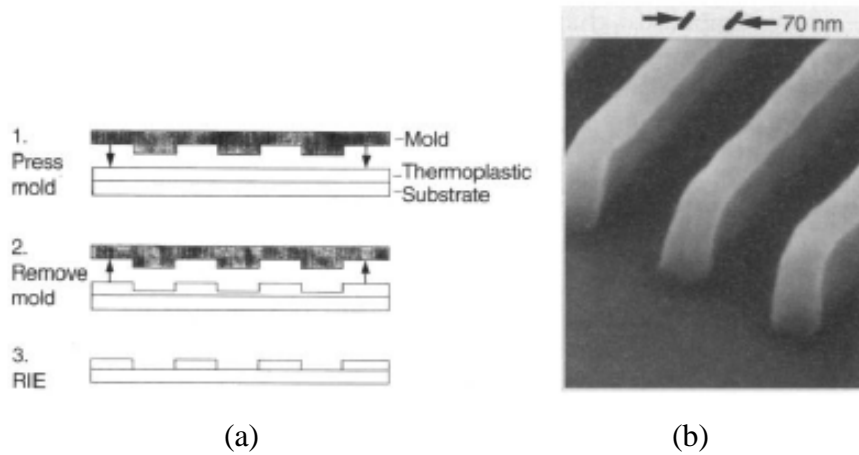 70 nm
1.
Press
mold
Mold
Thermoplastic
Substrate
2.
Remove
mold
3.
RIE
(a)
(b)